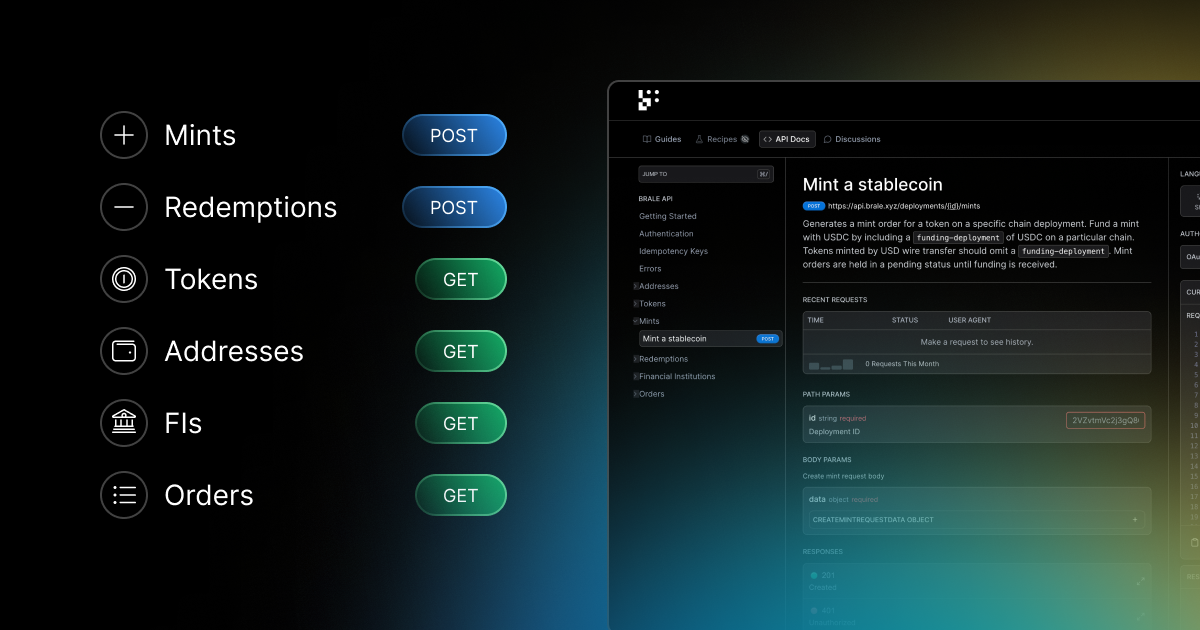 Mints POST
Redemptions POST
Tokens GET
Addresses GET
FIs GET
Orders GET
Guides Recipes API Docs Discussions
JUMP TO ⌘/
BRALE API
Getting Started
Authentication
Idempotency Keys
Errors
Addresses
Tokens
Mints
Mint a stablecoin POST
Redemptions
Financial Institutions
Orders
Mint a stablecoin
POST https://api.brale.xyz/deployments/{id}/mints
Generates a mint order for a token on a specific chain deployment. Fund a mint
with USDC by including a funding-deployment of USDC on a particular chain.
Tokens minted by USD wire transfer should omit a funding-deployment. Mint
orders are held in a pending status until funding is received.
RECENT REQUESTS
TIME STATUS USER AGENT
Make a request to see history.
0 Requests This Month
PATH PARAMS
id string required
Deployment ID
BODY PARAMS
Create mint request body
data object required
CREATEMINTREQUESTDATA OBJECT +
RESPONSES
201
Created
LANGU
AUTH
OAu
CUR
REQ
1
2
3
4
5
6
7
8
9
10
11
12
13
14
15
16
17
18